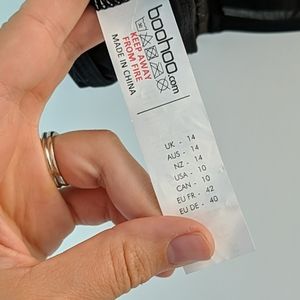 boohoo.com
KEEP AWAY
FROM FIRE
MADE IN CHINA
UK - 14
AUS - 14
NZ - 14
USA - 10
CAN - 10
EU FR - 42
EU DE - 40